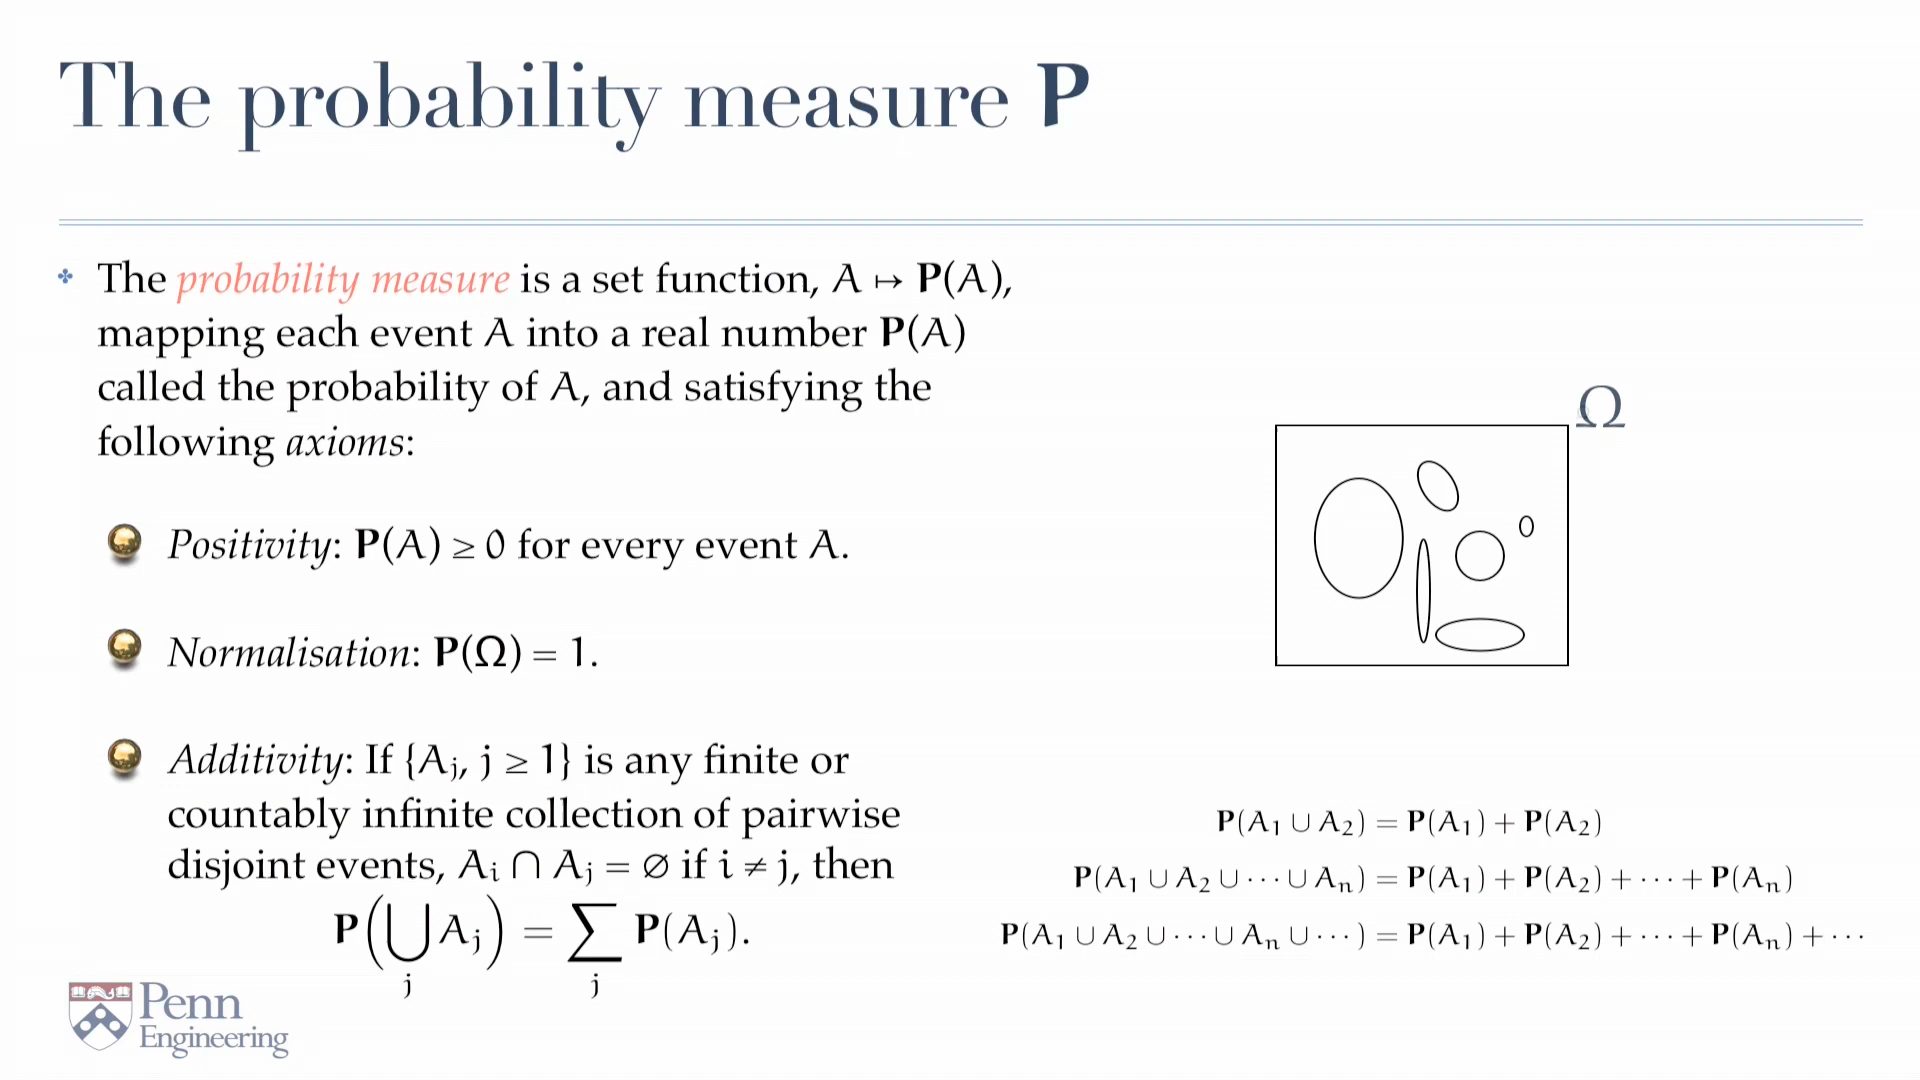 The probability measure P
The probability measure is a set function, A ↦ P(A),
mapping each event A into a real number P(A)
called the probability of A, and satisfying the
following axioms:
Positivity: P(A) ≥ 0 for every event A.
Normalisation: P(Ω) = 1.
Additivity: If {Aⱼ, j ≥ 1} is any finite or
countably infinite collection of pairwise
disjoint events, Aᵢ ∩ Aⱼ = ∅ if i ≠ j, then
P(⋃ⱼ Aⱼ) = ∑ⱼ P(Aⱼ).
Ω
P(A₁ ∪ A₂) = P(A₁) + P(A₂)
P(A₁ ∪ A₂ ∪ ··· ∪ Aₙ) = P(A₁) + P(A₂) + ··· + P(Aₙ)
P(A₁ ∪ A₂ ∪ ··· ∪ Aₙ ∪ ···) = P(A₁) + P(A₂) + ··· + P(Aₙ) + ···
Penn
Engineering